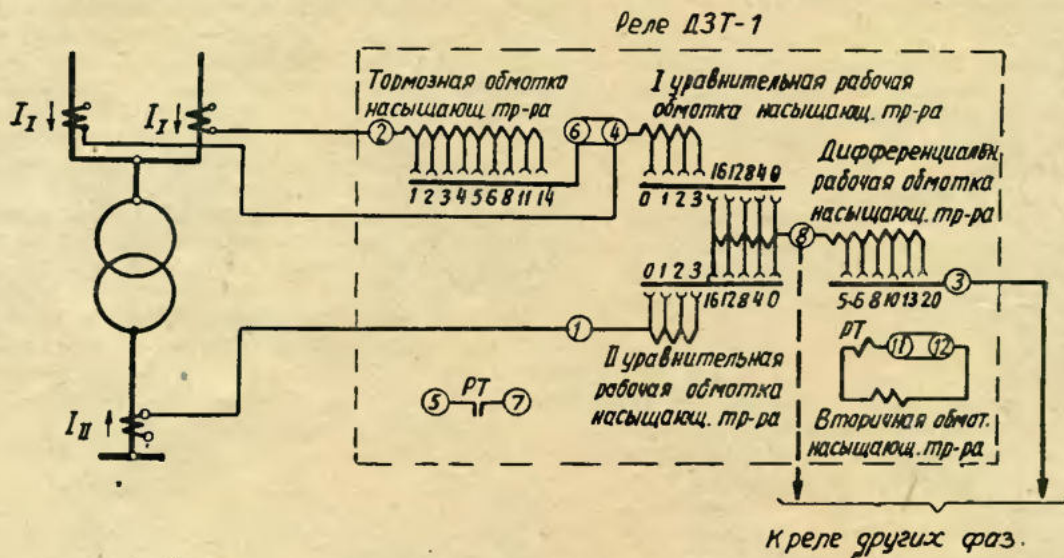 Реле ДЗТ-1
Тормозная обмотка
насыщающ. тр-ра
I уравнительная рабочая
обмотка насыщающ. тр-ра
I_I
I_I
2
6
4
1 2 3 4 5 6 8 11 14
0 1 2 3
16 12 8 4 0
Дифференциальн.
рабочая обмотка
насыщающ. тр-ра
8
0 1 2 3
16 12 8 4 0
5-6 8 10 13 20
3
1
II уравнительная
рабочая обмотка
насыщающ. тр-ра
РТ
11
12
Вторичная обмот.
насыщающ. тр-ра
РТ
5
7
I_II
К реле других фаз.